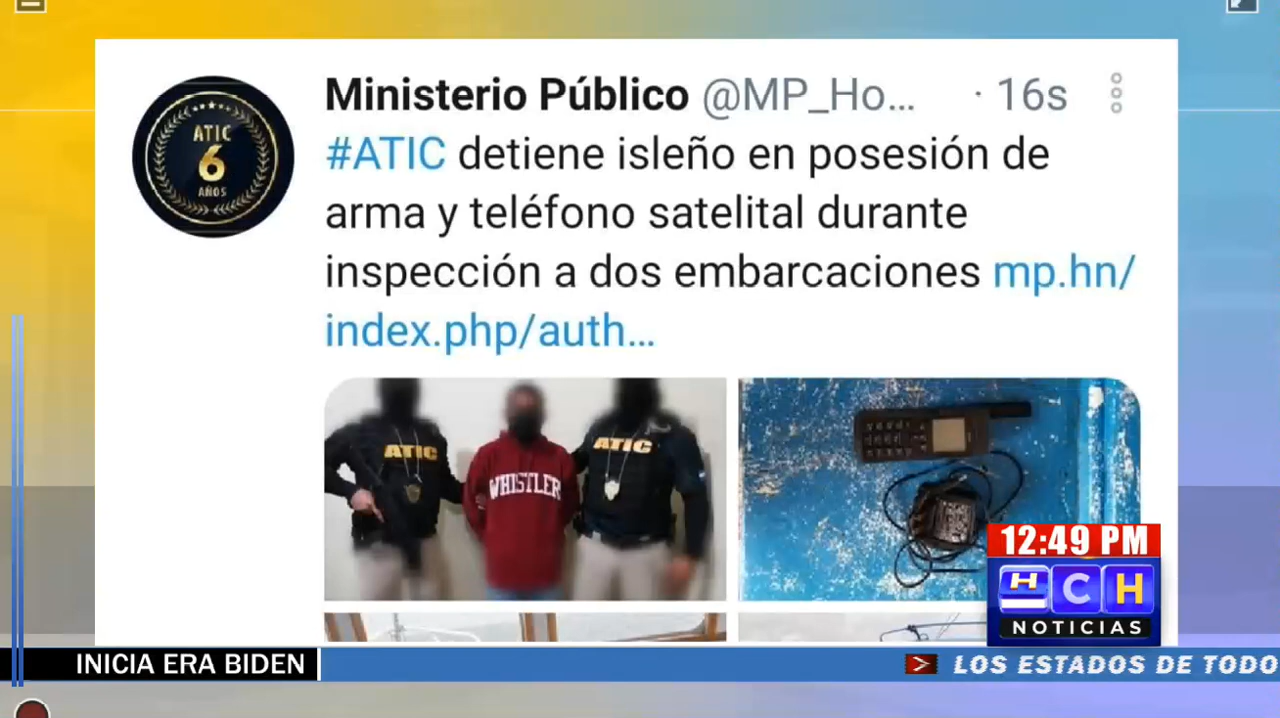 ATIC
6
AÑOS
Ministerio Público @MP_Ho... · 16s
#ATIC detiene isleño en posesión de
arma y teléfono satelital durante
inspección a dos embarcaciones mp.hn/
index.php/auth...
ATIC
WHISTLER
ATIC
12:49 PM
HCH
NOTICIAS
INICIA ERA BIDEN
LOS ESTADOS DE TODO